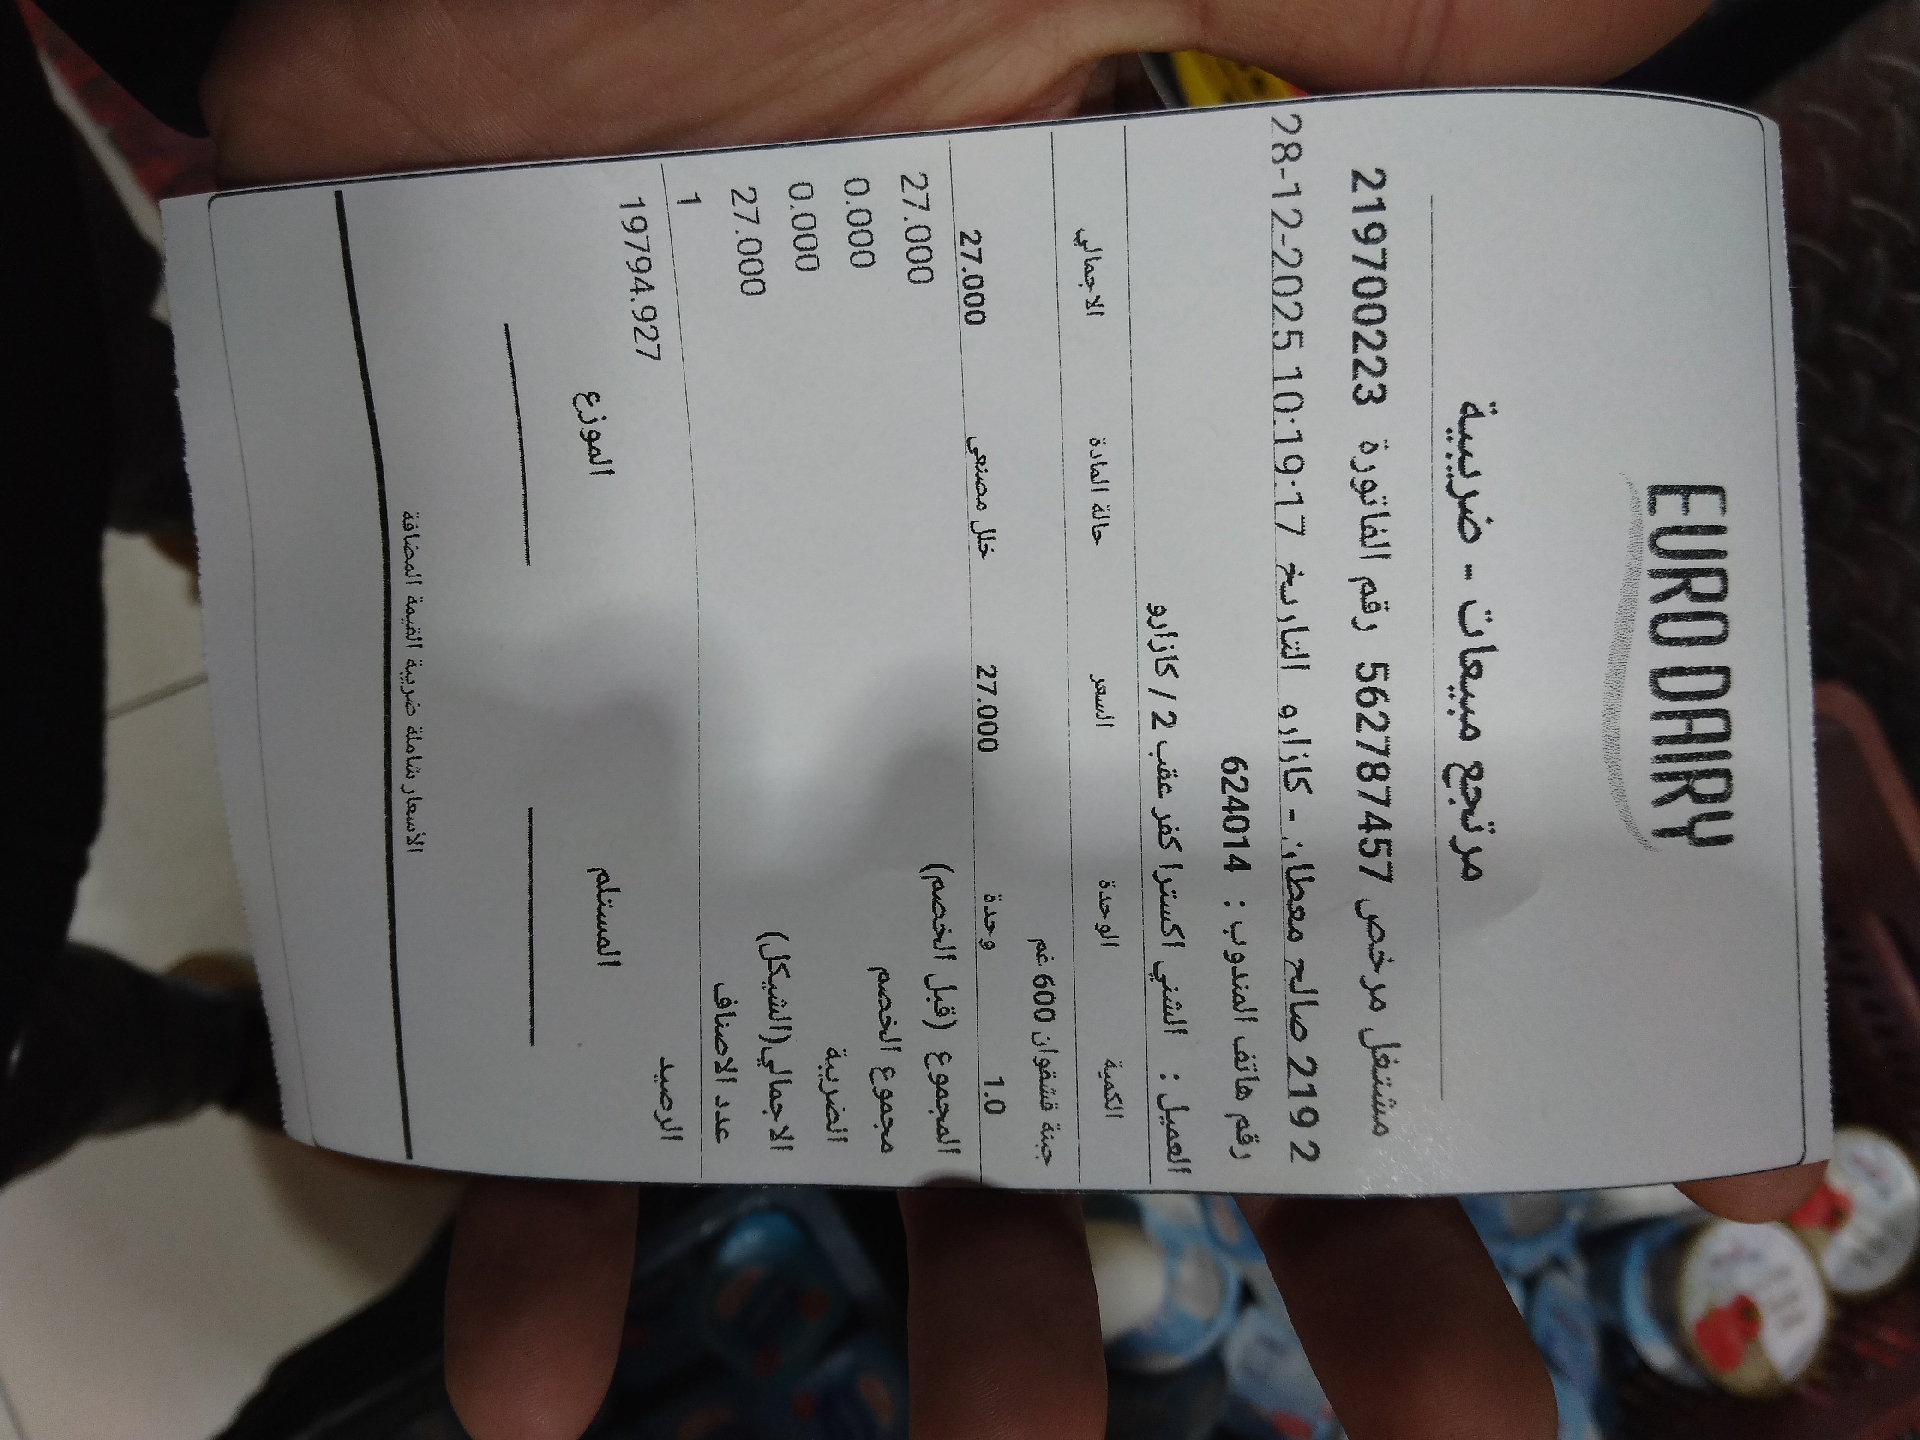 EURO DAIRY
مرتجع مبيعات - ضريبية
مشتغل مرخص 562787457 رقم الفاتورة 219700223
2 219 صالح معطان - كازارو التاريخ 28-12-2025 10:19:17
رقم هاتف المندوب : 624014
العميل : الشني اكسترا كفر عقب 2 / كازارو
الكمية الوحدة السعر حالة المادة الاجمالي
جبنة قشقوان 600 غم
1.0 وحدة 27.000 خلل مصنعي 27.000
المجموع (قبل الخصم) 27.000
مجموع الخصم 0.000
الضريبة 0.000
الاجمالي(الشيكل) 27.000
عدد الاصناف 1
الرصيد 19794.927
المستلم الموزع
الأسعار شاملة ضريبة القيمة المضافة